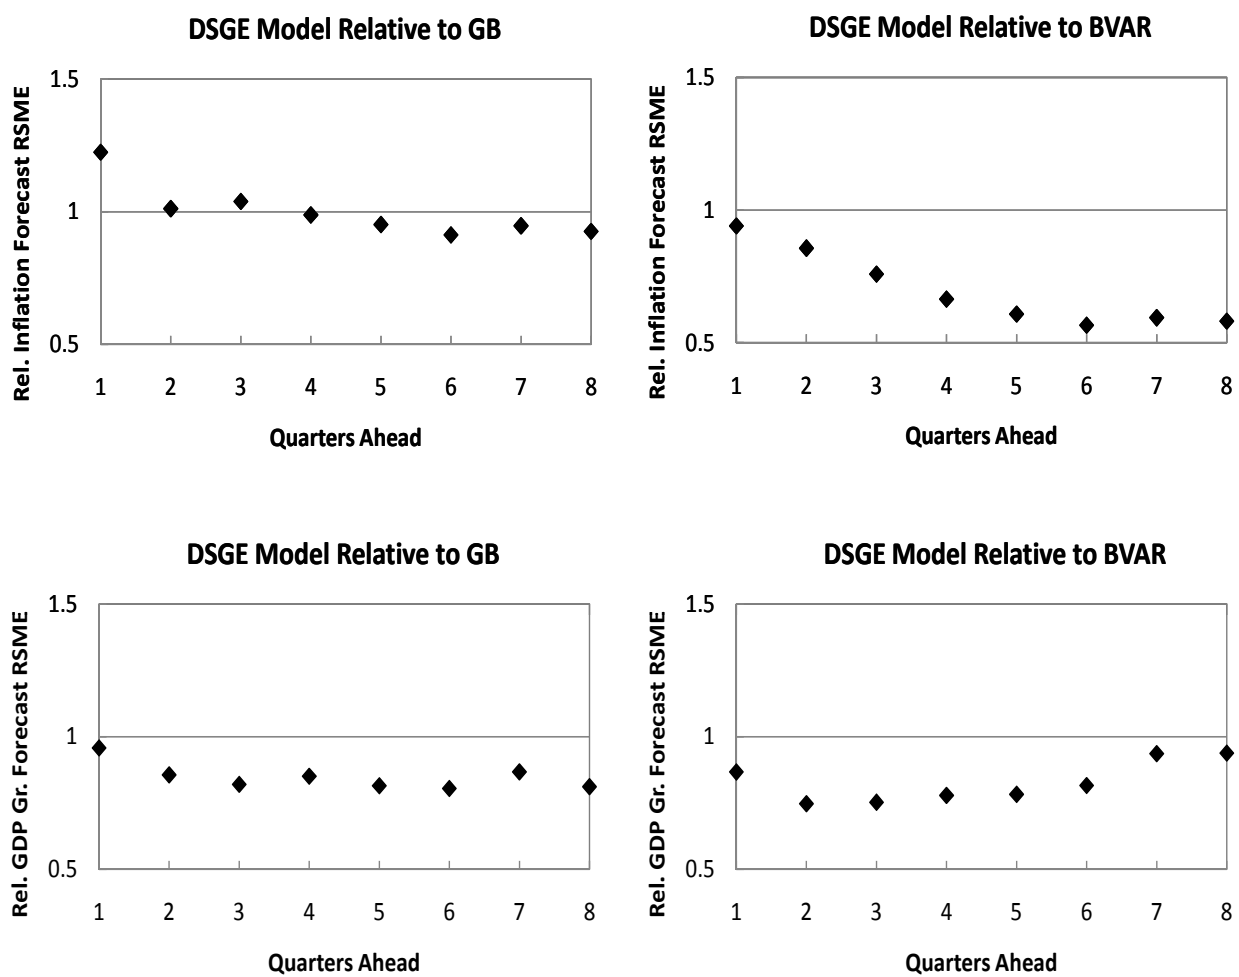 DSGE Model Relative to GB
Rel. Inflation Forecast RSME
1.5
1
0.5
1 2 3 4 5 6 7 8
Quarters Ahead
DSGE Model Relative to BVAR
Rel. Inflation Forecast RSME
1.5
1
0.5
1 2 3 4 5 6 7 8
Quarters Ahead
DSGE Model Relative to GB
Rel. GDP Gr. Forecast RSME
1.5
1
0.5
1 2 3 4 5 6 7 8
Quarters Ahead
DSGE Model Relative to BVAR
Rel. GDP Gr. Forecast RSME
1.5
1
0.5
1 2 3 4 5 6 7 8
Quarters Ahead